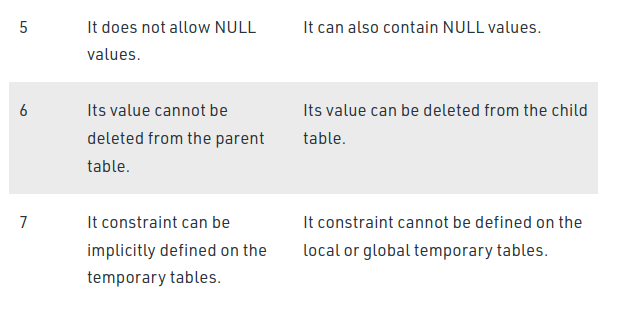 5 It does not allow NULL It can also contain NULL values.
values.
6 Its value cannot be Its value can be deleted from the child
deleted from the parent table.
table.
7 It constraint can be It constraint cannot be defined on the
implicitly defined on the local or global temporary tables.
temporary tables.